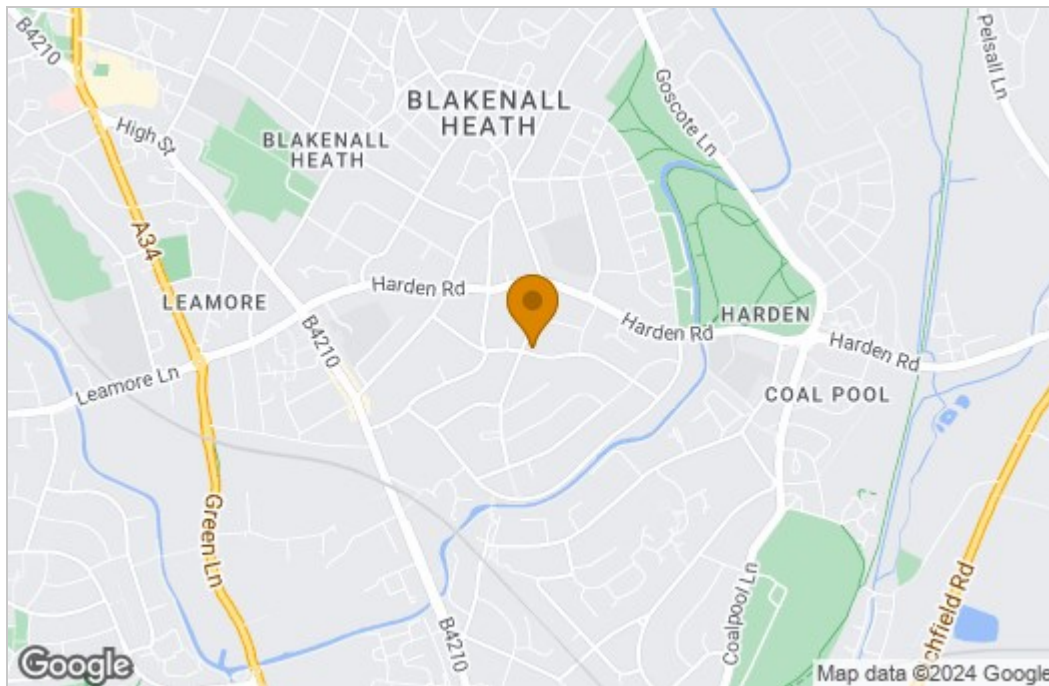 B4210
Pelsall Ln
BLAKENALL
HEATH
Goscote Ln
High St
BLAKENALL
HEATH
A34
Harden Rd
LEAMORE
HARDEN
Harden Rd
Harden Rd
B4210
Leamore Ln
COAL POOL
Green Ln
Coalpool Ln
chfield Rd
B4210
Google
Map data ©2024 Google